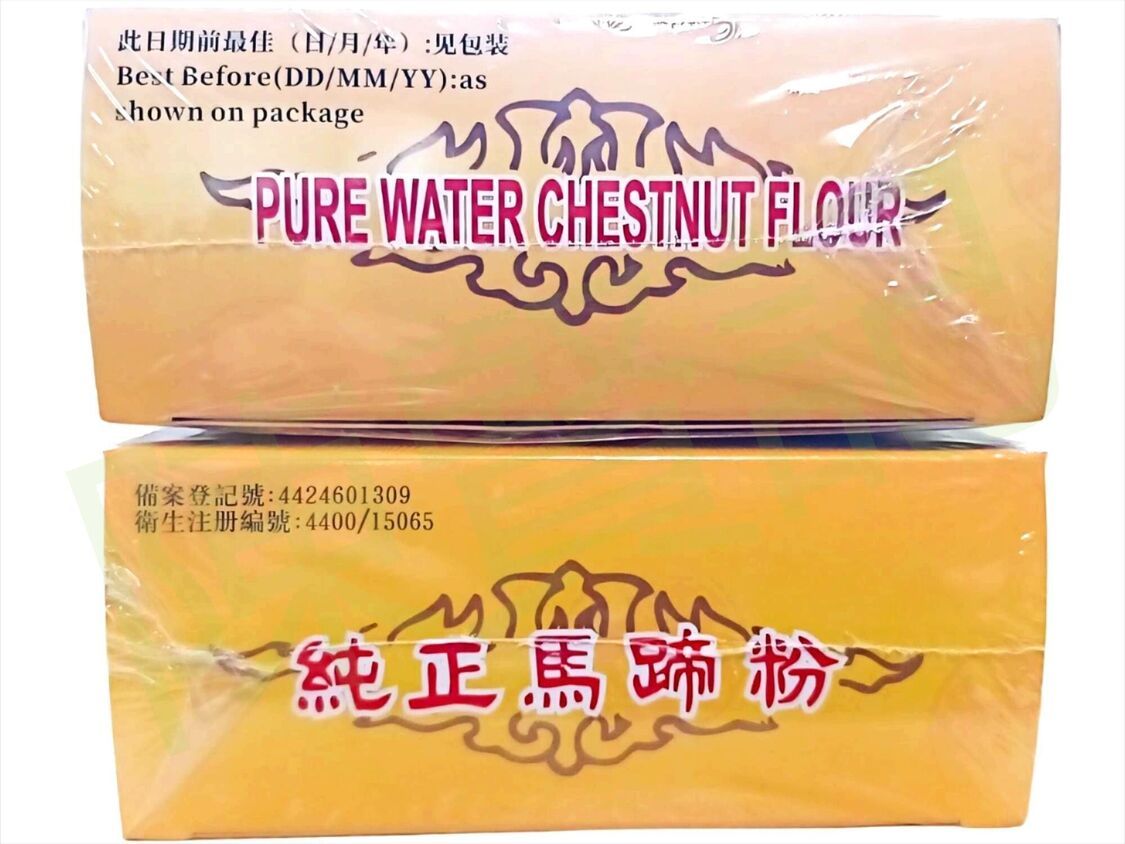 此日期前最佳（日/月/年）:见包装
Best Before(DD/MM/YY):as
shown on package
PURE WATER CHESTNUT FLOUR
備案登記號:4424601309
衛生注册編號:4400/15065
純正馬蹄粉